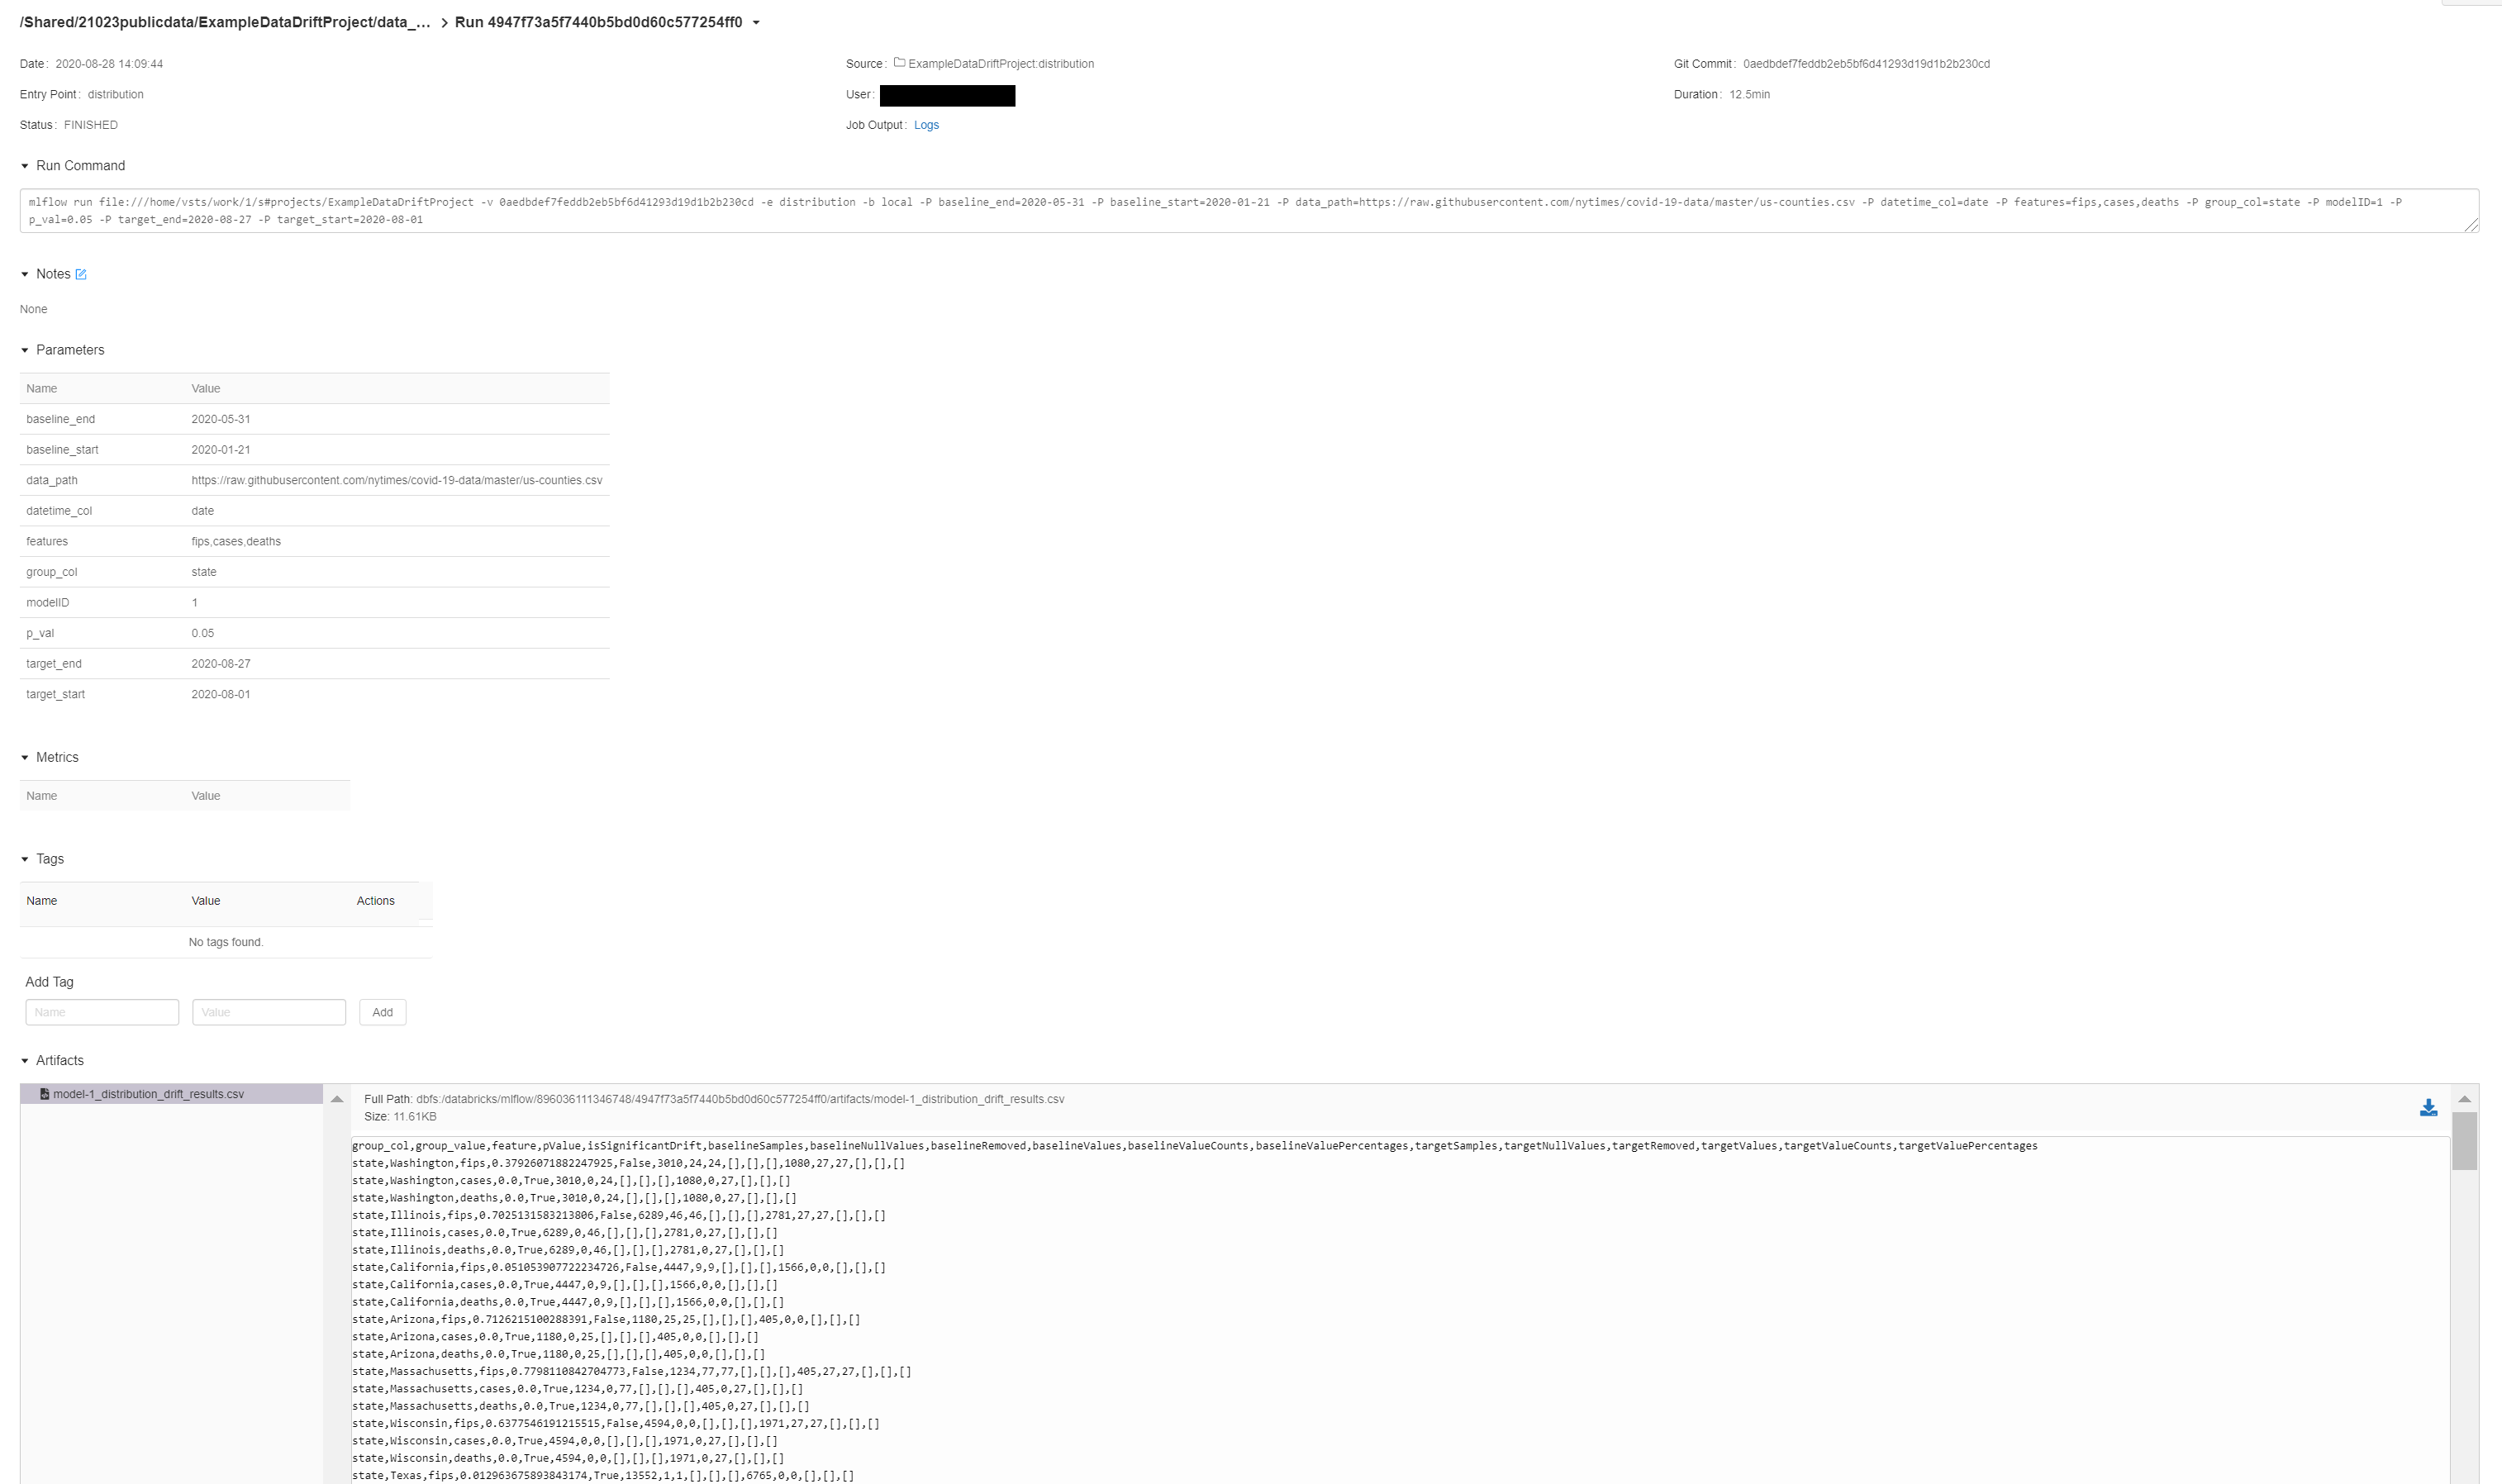 /Shared/21023publicdata/ExampleDataDriftProject/data_... > Run 4947f73a5f7440b5bd0d60c577254ff0
Date: 2020-08-28 14:09:44
Source: ExampleDataDriftProject:distribution
Git Commit: 0aedbdef7feddb2eb5bf6d41293d19d1b2b230cd
Entry Point: distribution
User:
Duration: 12.5min
Status: FINISHED
Job Output: Logs
Run Command
mlflow run file:///home/vsts/work/1/s#projects/ExampleDataDriftProject -v 0aedbdef7feddb2eb5bf6d41293d19d1b2b230cd -e distribution -b local -P baseline_end=2020-05-31 -P baseline_start=2020-01-21 -P data_path=https://raw.githubusercontent.com/nytimes/covid-19-data/master/us-counties.csv -P datetime_col=date -P features=fips,cases,deaths -P group_col=state -P modelID=1 -P
p_val=0.05 -P target_end=2020-08-27 -P target_start=2020-08-01
Notes
None
Parameters
Name Value
baseline_end 2020-05-31
baseline_start 2020-01-21
data_path https://raw.githubusercontent.com/nytimes/covid-19-data/master/us-counties.csv
datetime_col date
features fips,cases,deaths
group_col state
modelID 1
p_val 0.05
target_end 2020-08-27
target_start 2020-08-01
Metrics
Name Value
Tags
Name Value Actions
No tags found.
Add Tag
Name Value Add
Artifacts
model-1_distribution_drift_results.csv
Full Path: dbfs:/databricks/mlflow/896036111346748/4947f73a5f7440b5bd0d60c577254ff0/artifacts/model-1_distribution_drift_results.csv
Size: 11.61KB
group_col,group_value,feature,pValue,isSignificantDrift,baselineSamples,baselineNullValues,baselineRemoved,baselineValues,baselineValueCounts,baselineValuePercentages,targetSamples,targetNullValues,targetRemoved,targetValues,targetValueCounts,targetValuePercentages
state,Washington,fips,0.37926071882247925,False,3010,24,24,[],[],[],1080,27,27,[],[],[]
state,Washington,cases,0.0,True,3010,0,24,[],[],[],1080,0,27,[],[],[]
state,Washington,deaths,0.0,True,3010,0,24,[],[],[],1080,0,27,[],[],[]
state,Illinois,fips,0.7025131583213806,False,6289,46,46,[],[],[],2781,27,27,[],[],[]
state,Illinois,cases,0.0,True,6289,0,46,[],[],[],2781,0,27,[],[],[]
state,Illinois,deaths,0.0,True,6289,0,46,[],[],[],2781,0,27,[],[],[]
state,California,fips,0.051053907722234726,False,4447,9,9,[],[],[],1566,0,0,[],[],[]
state,California,cases,0.0,True,4447,0,9,[],[],[],1566,0,0,[],[],[]
state,California,deaths,0.0,True,4447,0,9,[],[],[],1566,0,0,[],[],[]
state,Arizona,fips,0.7126215100288391,False,1180,25,25,[],[],[],405,0,0,[],[],[]
state,Arizona,cases,0.0,True,1180,0,25,[],[],[],405,0,0,[],[],[]
state,Arizona,deaths,0.0,True,1180,0,25,[],[],[],405,0,0,[],[],[]
state,Massachusetts,fips,0.7798110842704773,False,1234,77,77,[],[],[],405,27,27,[],[],[]
state,Massachusetts,cases,0.0,True,1234,0,77,[],[],[],405,0,27,[],[],[]
state,Massachusetts,deaths,0.0,True,1234,0,77,[],[],[],405,0,27,[],[],[]
state,Wisconsin,fips,0.6377546191215515,False,4594,0,0,[],[],[],1971,27,27,[],[],[]
state,Wisconsin,cases,0.0,True,4594,0,0,[],[],[],1971,0,27,[],[],[]
state,Wisconsin,deaths,0.0,True,4594,0,0,[],[],[],1971,0,27,[],[],[]
state,Texas,fips,0.012963675893843174,True,13552,1,1,[],[],[],6765,0,0,[],[],[]